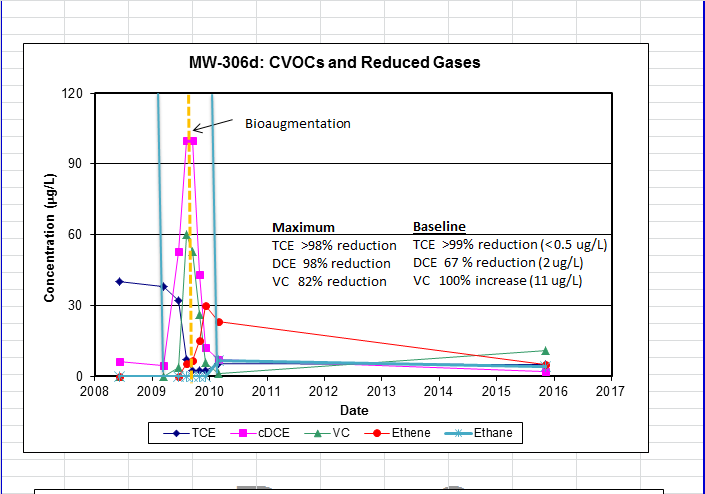 MW-306d: CVOCs and Reduced Gases
120
90
60
30
0
Concentration (µg/L)
Bioaugmentation
Maximum
TCE >98% reduction
DCE 98% reduction
VC 82% reduction
Baseline
TCE >99% reduction (<0.5 ug/L)
DCE 67 % reduction (2 ug/L)
VC 100% increase (11 ug/L)
2008 2009 2010 2011 2012 2013 2014 2015 2016 2017
Date
TCE cDCE VC Ethene Ethane